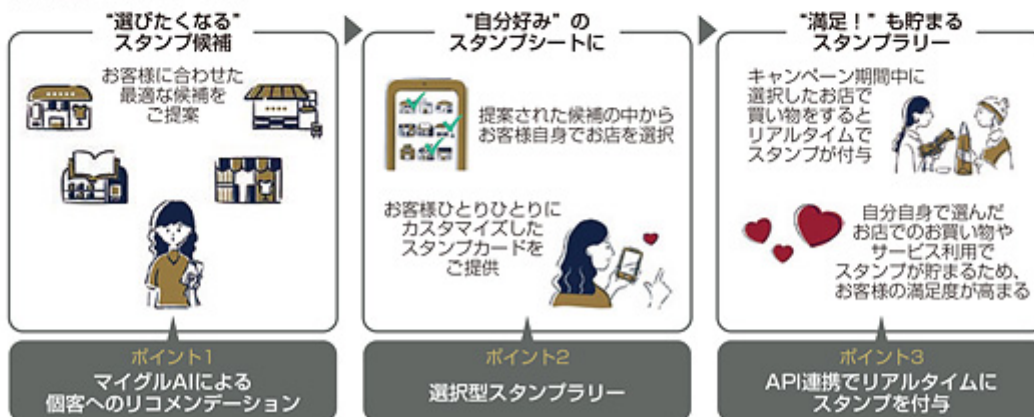 “選びたくなる”
スタンプ候補
お客様に合わせた
最適な候補を
ご提案
ポイント1
マイグルAIによる
個客へのリコメンデーション
“自分好み”の
スタンプシートに
提案された候補の中から
お客様自身でお店を選択
お客様ひとりひとりに
カスタマイズした
スタンプカードを
ご提供
ポイント2
選択型スタンプラリー
“満足！”も貯まる
スタンプラリー
キャンペーン期間中に
選択したお店で
買い物をすると
リアルタイムで
スタンプが付与
自分自身で選んだ
お店でのお買い物や
サービス利用で
スタンプが貯まるため、
お客様の満足度が高まる
ポイント3
API連携でリアルタイムに
スタンプを付与